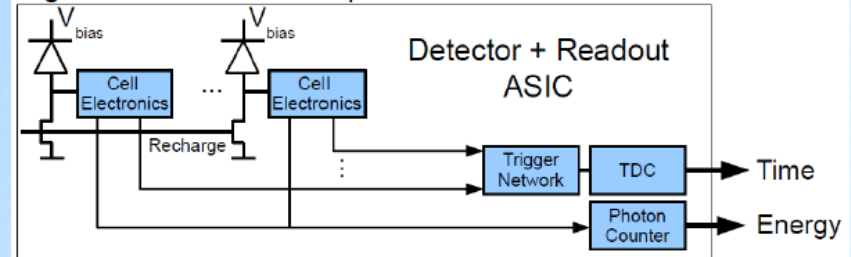 V bias
V bias
Detector + Readout
ASIC
Cell
Electronics
...
Cell
Electronics
Recharge
Trigger
Network
TDC
Time
Photon
Counter
Energy